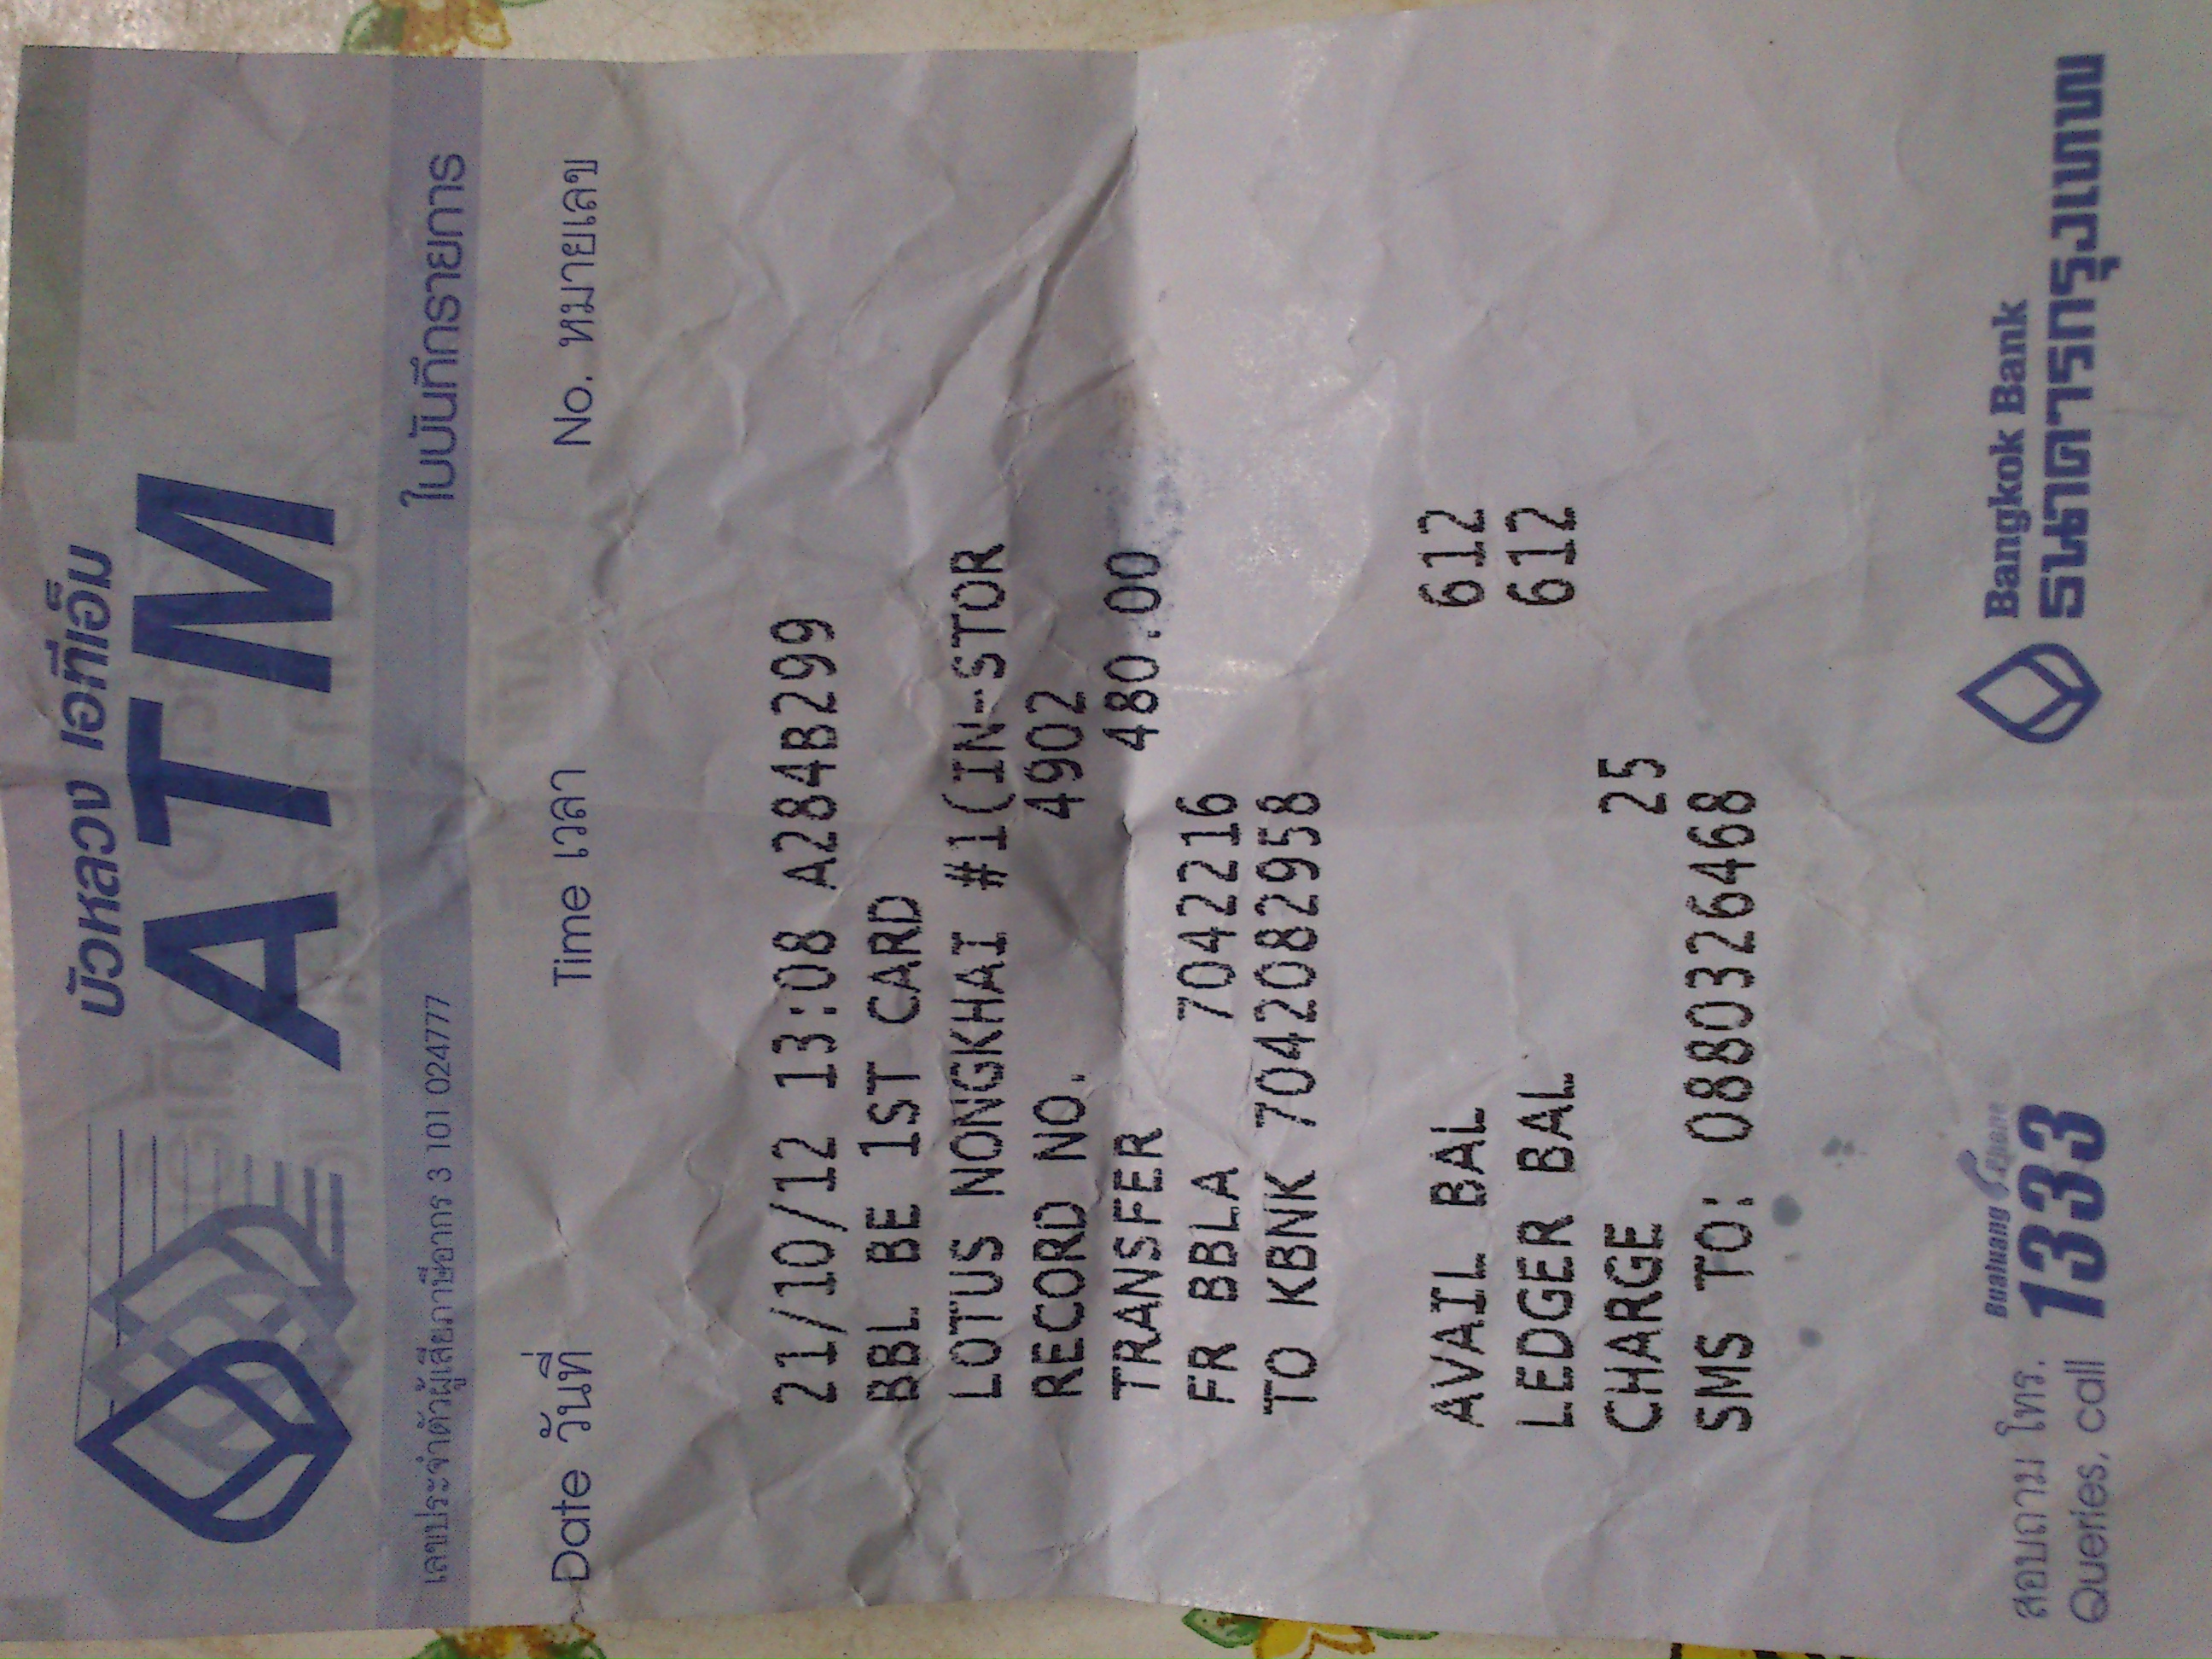 บัวหลวง เอทีเอ็ม
ATM
เลขประจำตัวผู้เสียภาษีอากร 3 101 024777 ใบบันทึกรายการ
Date วันที่ Time เวลา No. หมายเลข
21/10/12 13:08 A284B299
BBL BE 1ST CARD
LOTUS NONGKHAI #1(IN-STOR
RECORD NO. 4902
TRANSFER 480.00
FR BBLA 7042216
TO KBNK 7042082958
AVAIL BAL 612
LEDGER BAL 612
CHARGE 25
SMS TO: 0880326468
สอบถาม โทร. Bualuang Phone Bangkok Bank
Queries, call 1333 ธนาคารกรุงเทพ